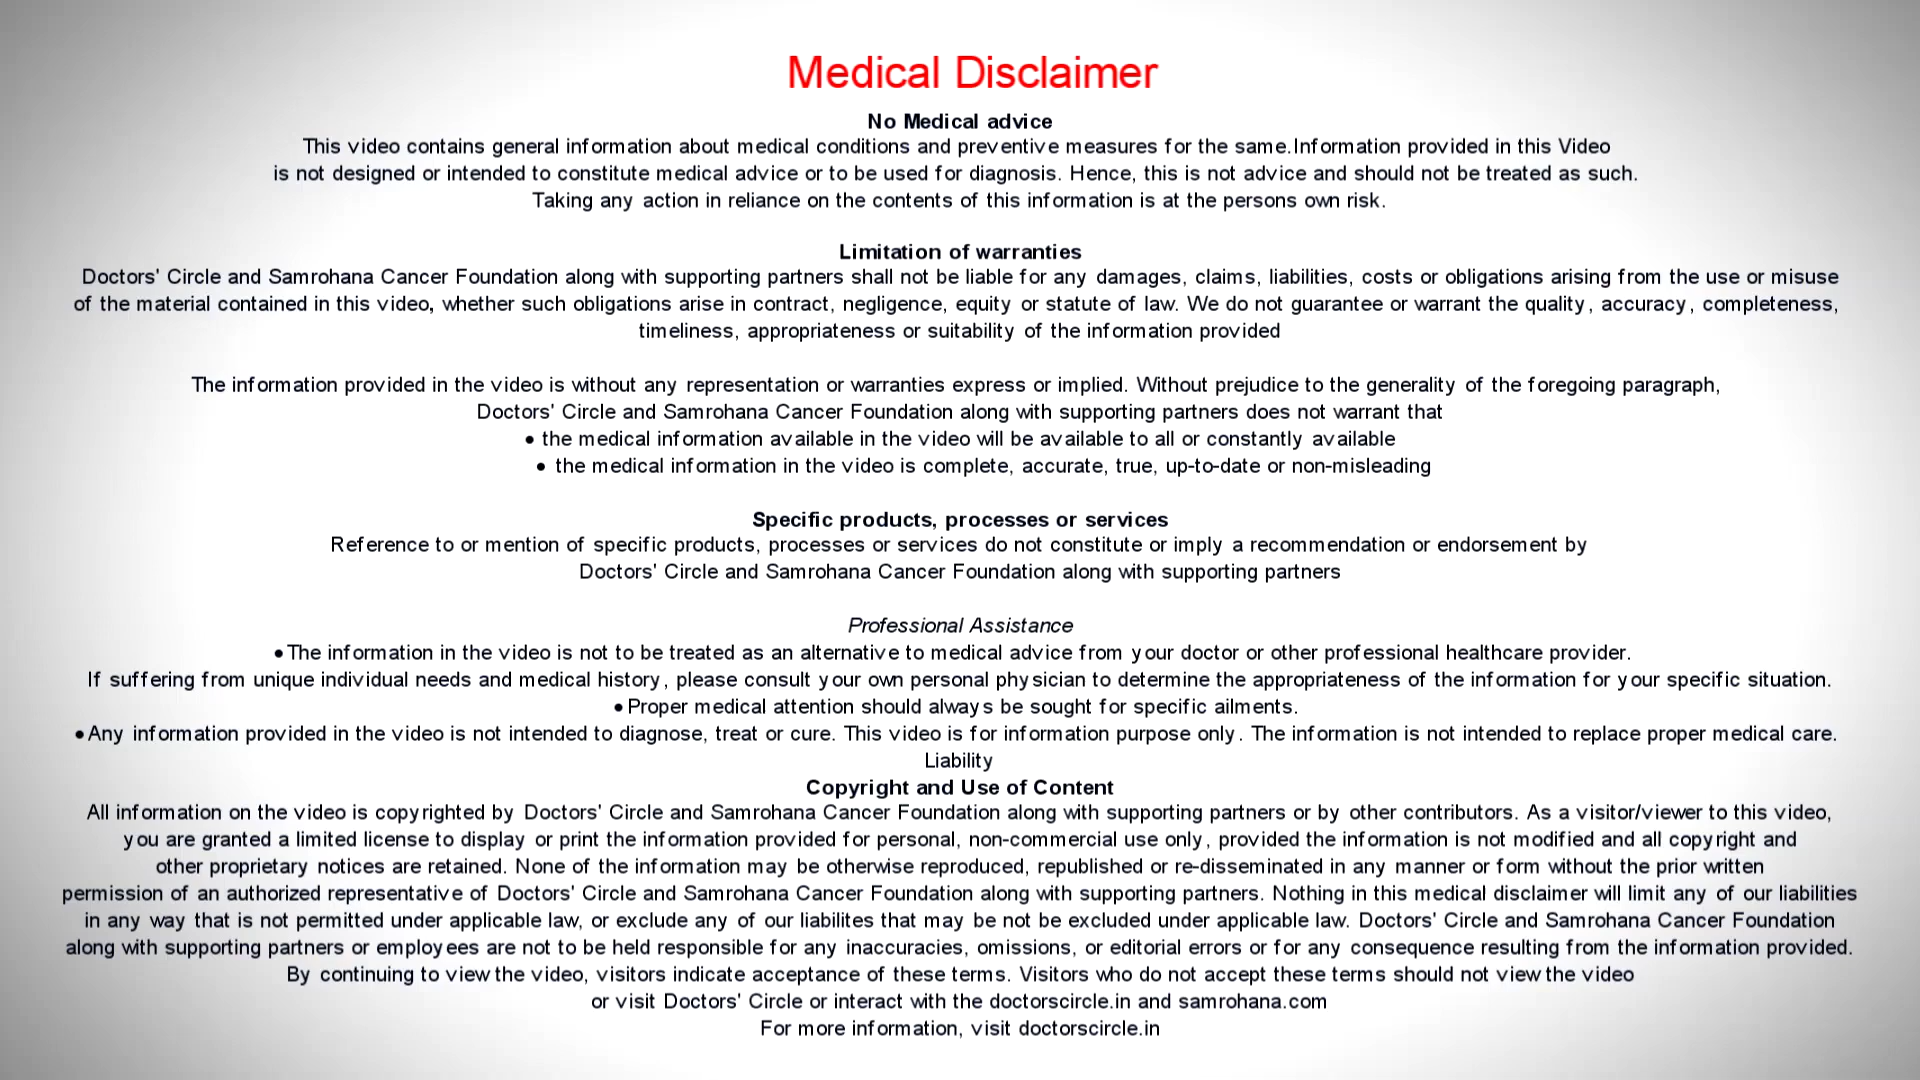 Medical Disclaimer
No Medical advice
This video contains general information about medical conditions and preventive measures for the same.Information provided in this Video
is not designed or intended to constitute medical advice or to be used for diagnosis. Hence, this is not advice and should not be treated as such.
Taking any action in reliance on the contents of this information is at the persons own risk.
Limitation of warranties
Doctors' Circle and Samrohana Cancer Foundation along with supporting partners shall not be liable for any damages, claims, liabilities, costs or obligations arising from the use or misuse
of the material contained in this video, whether such obligations arise in contract, negligence, equity or statute of law. We do not guarantee or warrant the quality, accuracy, completeness,
timeliness, appropriateness or suitability of the information provided
The information provided in the video is without any representation or warranties express or implied. Without prejudice to the generality of the foregoing paragraph,
Doctors' Circle and Samrohana Cancer Foundation along with supporting partners does not warrant that
• the medical information available in the video will be available to all or constantly available
• the medical information in the video is complete, accurate, true, up-to-date or non-misleading
Specific products, processes or services
Reference to or mention of specific products, processes or services do not constitute or imply a recommendation or endorsement by
Doctors' Circle and Samrohana Cancer Foundation along with supporting partners
Professional Assistance
•The information in the video is not to be treated as an alternative to medical advice from your doctor or other professional healthcare provider.
If suffering from unique individual needs and medical history, please consult your own personal physician to determine the appropriateness of the information for your specific situation.
•Proper medical attention should always be sought for specific ailments.
•Any information provided in the video is not intended to diagnose, treat or cure. This video is for information purpose only. The information is not intended to replace proper medical care.
Liability
Copyright and Use of Content
All information on the video is copyrighted by Doctors' Circle and Samrohana Cancer Foundation along with supporting partners or by other contributors. As a visitor/viewer to this video,
you are granted a limited license to display or print the information provided for personal, non-commercial use only, provided the information is not modified and all copyright and
other proprietary notices are retained. None of the information may be otherwise reproduced, republished or re-disseminated in any manner or form without the prior written
permission of an authorized representative of Doctors' Circle and Samrohana Cancer Foundation along with supporting partners. Nothing in this medical disclaimer will limit any of our liabilities
in any way that is not permitted under applicable law, or exclude any of our liabilites that may be not be excluded under applicable law. Doctors' Circle and Samrohana Cancer Foundation
along with supporting partners or employees are not to be held responsible for any inaccuracies, omissions, or editorial errors or for any consequence resulting from the information provided.
By continuing to view the video, visitors indicate acceptance of these terms. Visitors who do not accept these terms should not view the video
or visit Doctors' Circle or interact with the doctorscircle.in and samrohana.com
For more information, visit doctorscircle.in